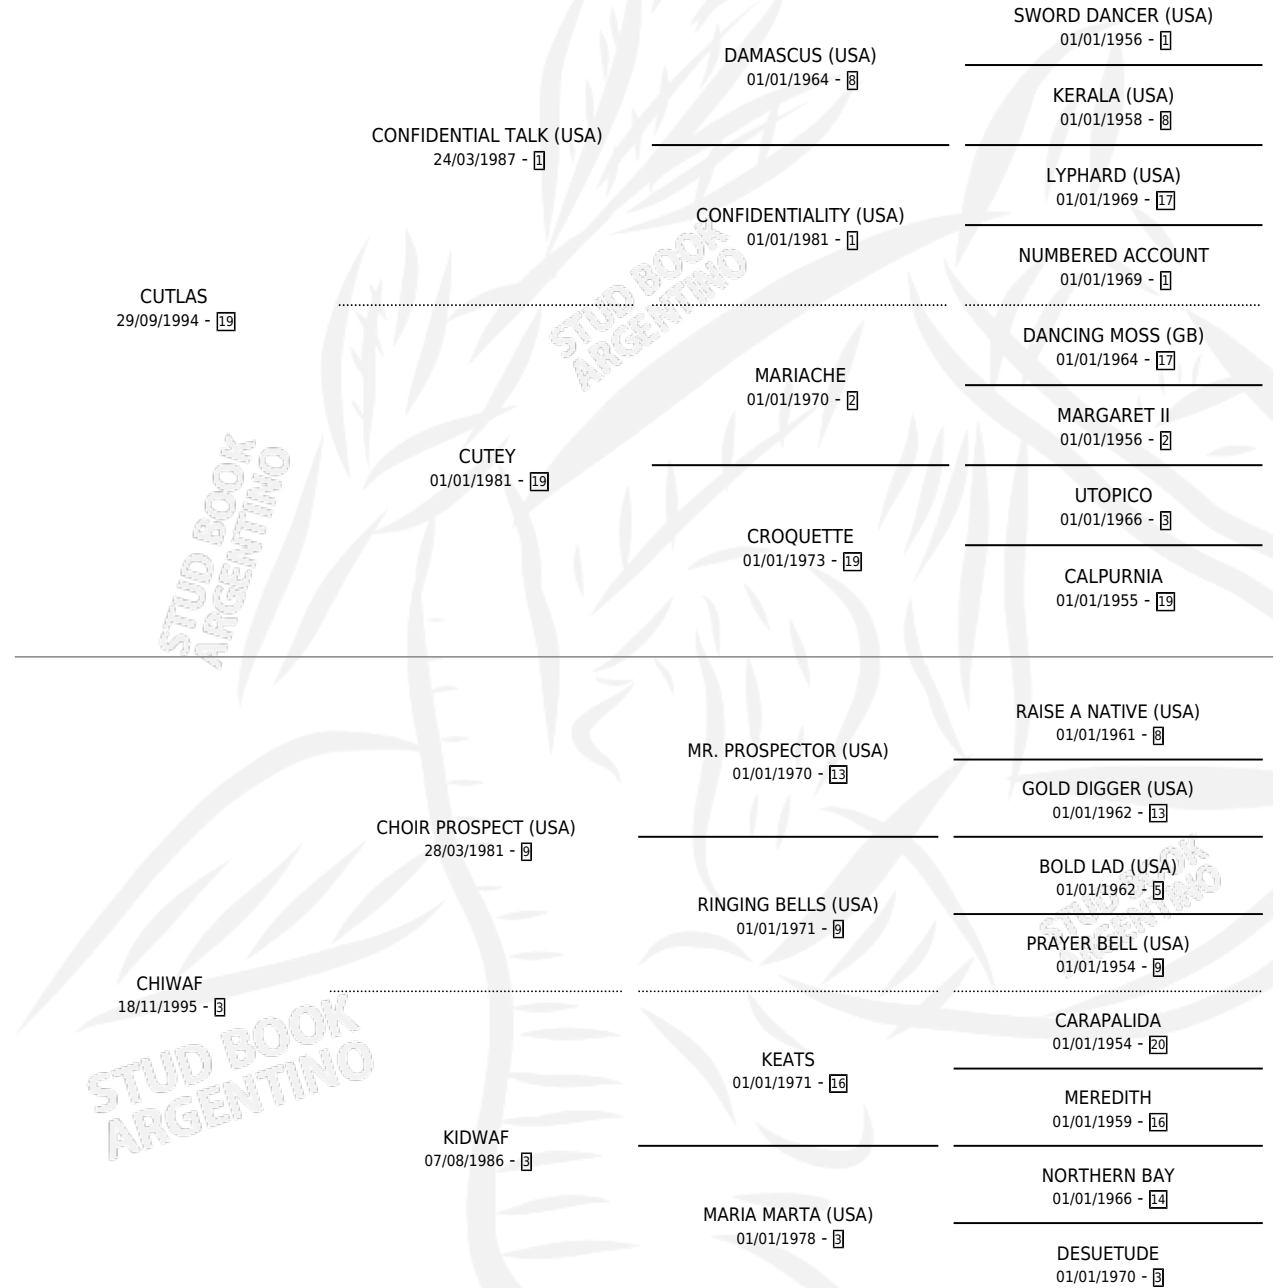 SWORD DANCER (USA)
01/01/1956 - 1
DAMASCUS (USA)
01/01/1964 - 8
KERALA (USA)
01/01/1958 - 8
CONFIDENTIAL TALK (USA)
24/03/1987 - 1
LYPHARD (USA)
01/01/1969 - 17
CONFIDENTIALITY (USA)
01/01/1981 - 1
NUMBERED ACCOUNT
01/01/1969 - 1
CUTLAS
29/09/1994 - 19
DANCING MOSS (GB)
01/01/1964 - 17
MARIACHE
01/01/1970 - 2
MARGARET II
01/01/1956 - 2
CUTEY
01/01/1981 - 19
UTOPICO
01/01/1966 - 3
CROQUETTE
01/01/1973 - 19
CALPURNIA
01/01/1955 - 19
STUD BOOK
ARGENTINO
STUD BOOK
ARGENTINO
RAISE A NATIVE (USA)
01/01/1961 - 8
MR. PROSPECTOR (USA)
01/01/1970 - 13
GOLD DIGGER (USA)
01/01/1962 - 13
CHOIR PROSPECT (USA)
28/03/1981 - 9
BOLD LAD (USA)
01/01/1962 - 5
RINGING BELLS (USA)
01/01/1971 - 9
PRAYER BELL (USA)
01/01/1954 - 9
STUD BOOK
ARGENTINO
CHIWAF
18/11/1995 - 3
CARAPALIDA
01/01/1954 - 20
KEATS
01/01/1971 - 16
MEREDITH
01/01/1959 - 16
KIDWAF
07/08/1986 - 3
NORTHERN BAY
01/01/1966 - 14
MARIA MARTA (USA)
01/01/1978 - 3
DESUETUDE
01/01/1970 - 3
STUD BOOK
ARGENTINO